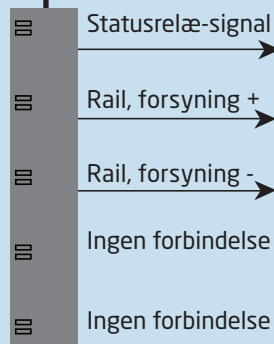 Statusrelæ-signal
Rail, forsyning +
Rail, forsyning -
Ingen forbindelse
Ingen forbindelse